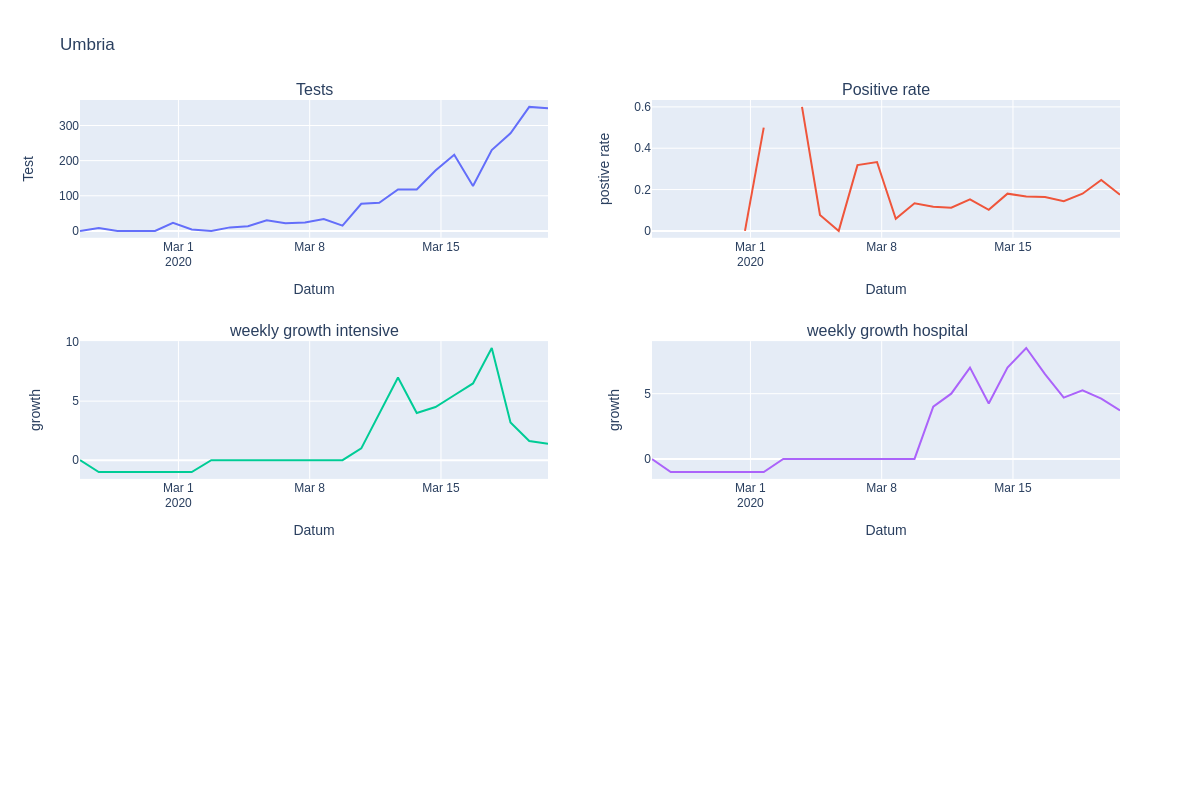 Umbria
Tests
Test
300
200
100
0
Mar 1
2020
Mar 8
Mar 15
Datum
Positive rate
postive rate
0.6
0.4
0.2
0
Mar 1
2020
Mar 8
Mar 15
Datum
weekly growth intensive
growth
10
5
0
Mar 1
2020
Mar 8
Mar 15
Datum
weekly growth hospital
growth
5
0
Mar 1
2020
Mar 8
Mar 15
Datum